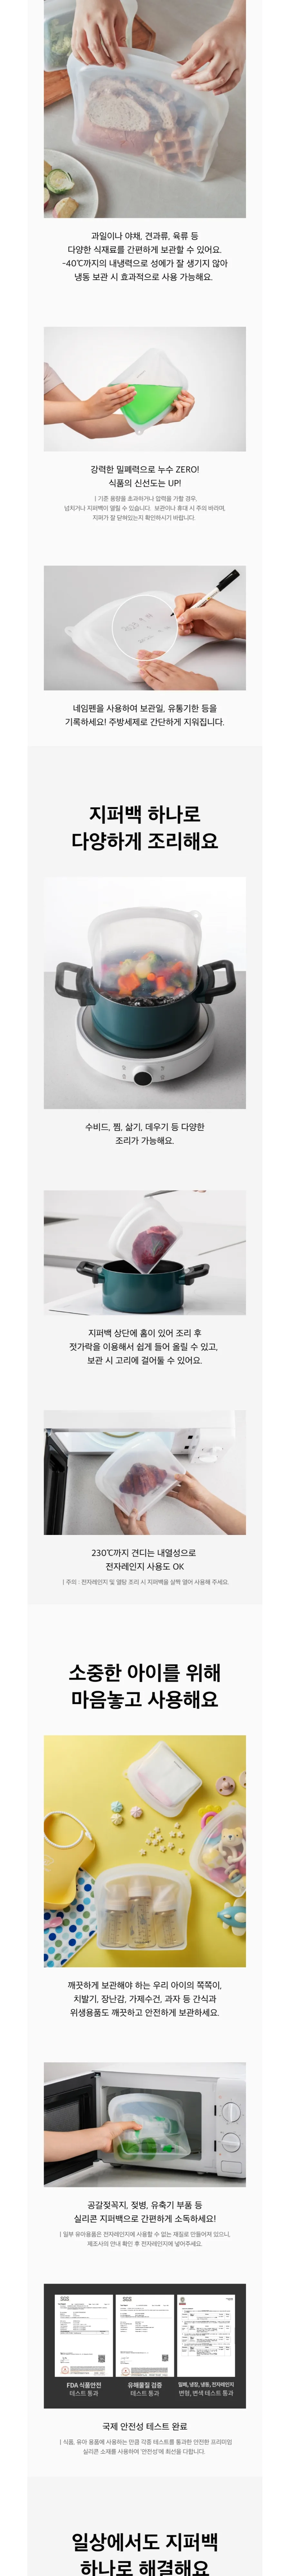 과일이나 야채, 견과류, 육류 등
다양한 식재료를 간편하게 보관할 수 있어요.
-40℃까지의 내냉력으로 성에가 잘 생기지 않아
냉동 보관 시 효과적으로 사용 가능해요.
강력한 밀폐력으로 누수 ZERO!
식품의 신선도는 UP!
| 기준 용량을 초과하거나 압력을 가할 경우,
넘치거나 지퍼백이 열릴 수 있습니다. 보관이나 휴대 시 주의 바라며,
지퍼가 잘 닫혀있는지 확인하시기 바랍니다.
네임펜을 사용하여 보관일, 유통기한 등을
기록하세요! 주방세제로 간단하게 지워집니다.
지퍼백 하나로
다양하게 조리해요
수비드, 찜, 삶기, 데우기 등 다양한
조리가 가능해요.
지퍼백 상단에 홈이 있어 조리 후
젓가락을 이용해서 쉽게 들어 올릴 수 있고,
보관 시 고리에 걸어둘 수 있어요.
230℃까지 견디는 내열성으로
전자레인지 사용도 OK
| 주의 : 전자레인지 및 열탕 조리 시 지퍼백을 살짝 열어 사용해 주세요.
소중한 아이를 위해
마음놓고 사용해요
깨끗하게 보관해야 하는 우리 아이의 쪽쪽이,
치발기, 장난감, 가제수건, 과자 등 간식과
위생용품도 깨끗하고 안전하게 보관하세요.
공갈젖꼭지, 젖병, 유축기 부품 등
실리콘 지퍼백으로 간편하게 소독하세요!
| 일부 유아용품은 전자레인지에 사용할 수 없는 재질로 만들어져 있으니,
제조사의 안내 확인 후 전자레인지에 넣어주세요.
SGS
SGS
FDA 식품안전
테스트 통과
유해물질 검증
테스트 통과
밀폐, 냉장, 냉동, 전자레인지
변형, 변색 테스트 통과
국제 안전성 테스트 완료
| 식품, 유아 용품에 사용하는 만큼 각종 테스트를 통과한 안전한 프리미엄
실리콘 소재를 사용하여 '안전성'에 최선을 다합니다.
일상에서도 지퍼백
하나로 해결해요